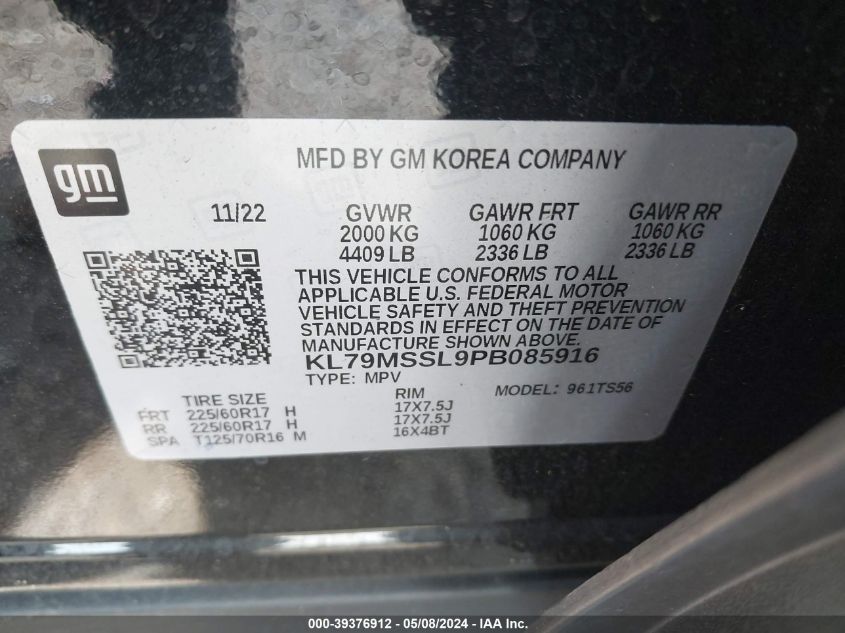 gm
MFD BY GM KOREA COMPANY
11/22 GVWR GAWR FRT GAWR RR
2000 KG 1060 KG 1060 KG
4409 LB 2336 LB 2336 LB
THIS VEHICLE CONFORMS TO ALL
APPLICABLE U.S. FEDERAL MOTOR
VEHICLE SAFETY AND THEFT PREVENTION
STANDARDS IN EFFECT ON THE DATE OF
MANUFACTURE SHOWN ABOVE.
KL79MSSL9PB085916
TYPE: MPV MODEL: 961TS56
TIRE SIZE RIM
FRT 225/60R17 H 17X7.5J
RR 225/60R17 H 17X7.5J
SPA T125/70R16 M 16X4BT
000-39376912 - 05/08/2024 - IPB1.COM